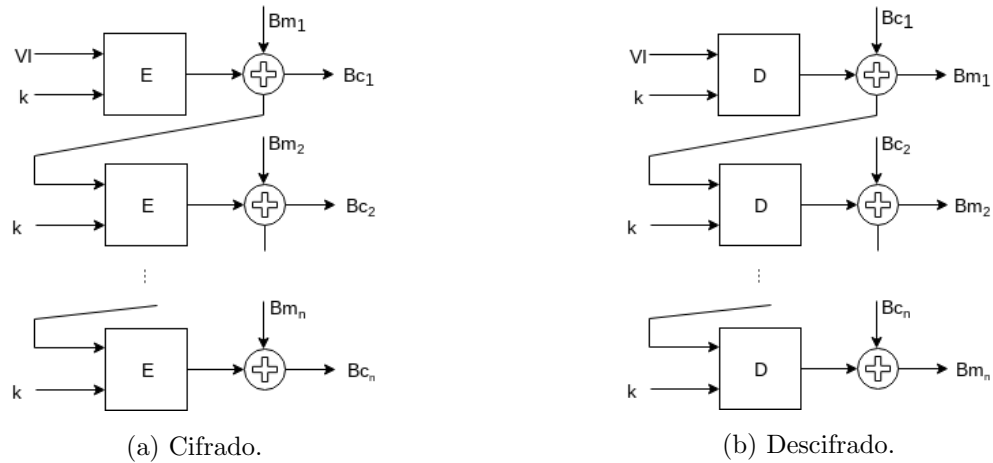 Bm1
VI
E
Bc1
k
Bm2
E
Bc2
k
⋮
Bmn
E
Bcn
k
(a) Cifrado.
Bc1
VI
D
Bm1
k
Bc2
D
Bm2
k
⋮
Bcn
D
Bmn
k
(b) Descifrado.